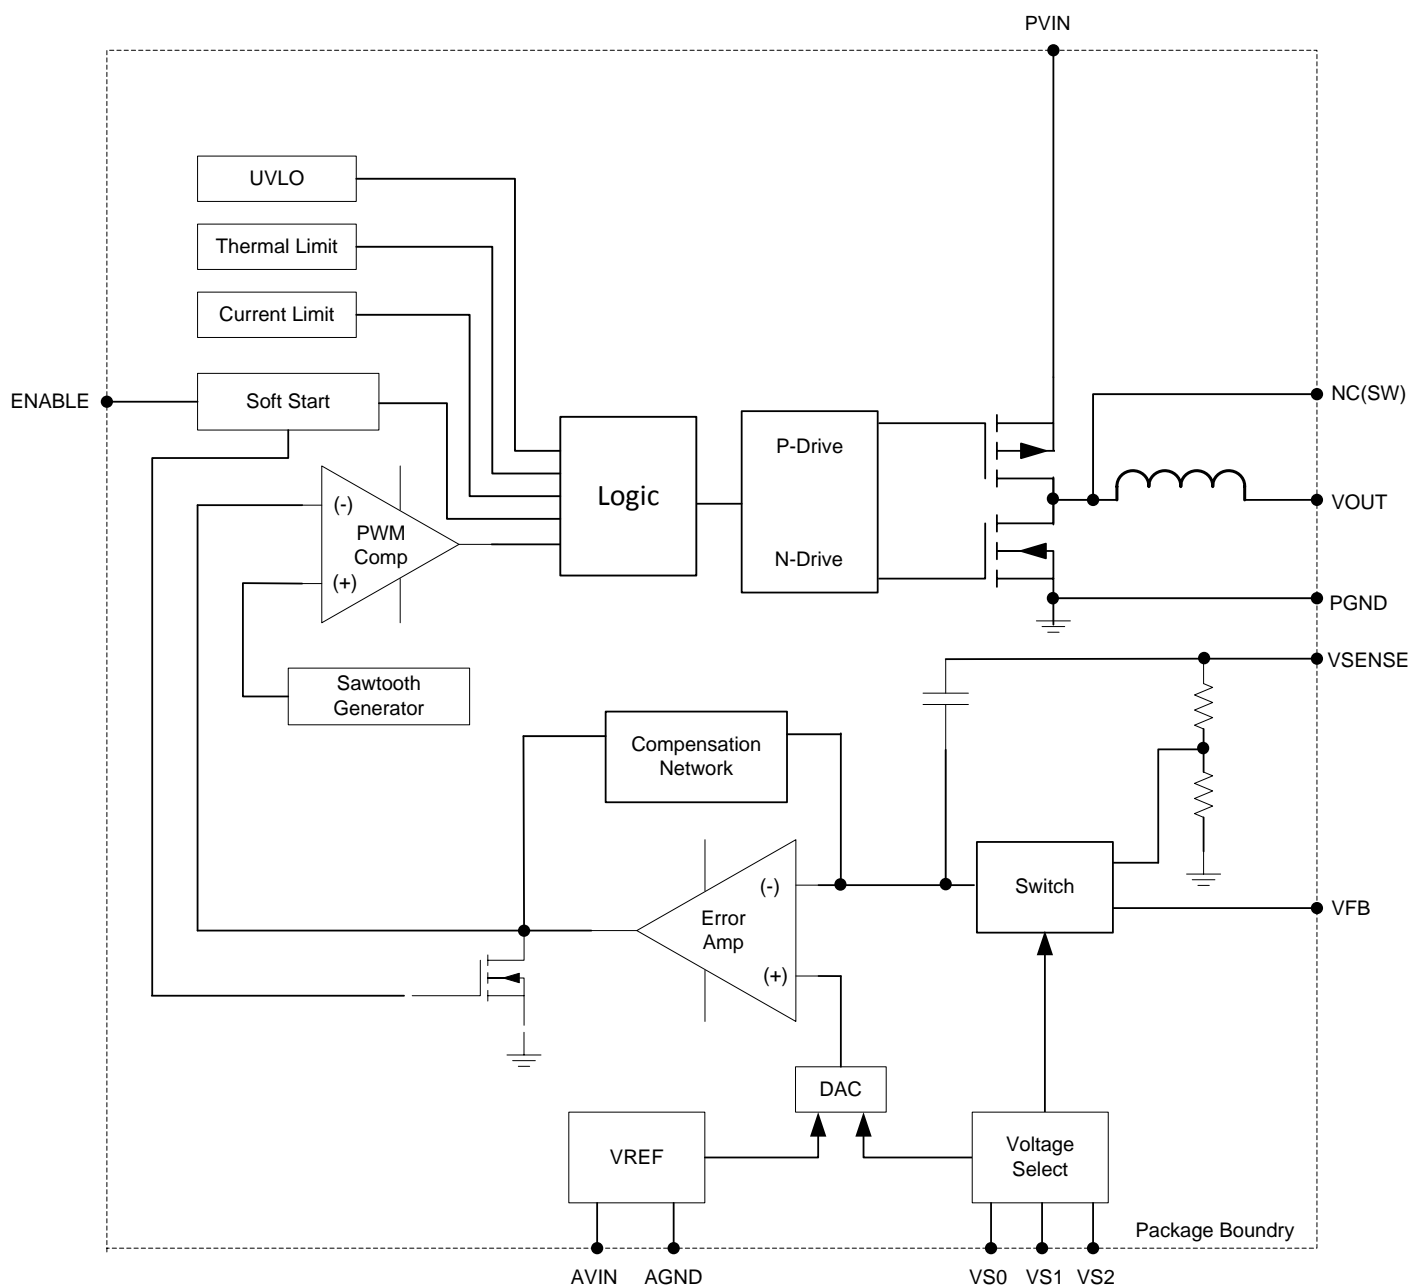 PVIN
UVLO
Thermal Limit
Current Limit
ENABLE
Soft Start
NC(SW)
P-Drive
Logic
(-)
PWM
Comp
(+)
N-Drive
VOUT
PGND
VSENSE
Sawtooth
Generator
Compensation
Network
(-)
Error
Amp
(+)
Switch
VFB
DAC
VREF
Voltage
Select
Package Boundry
AVIN
AGND
VS0
VS1
VS2